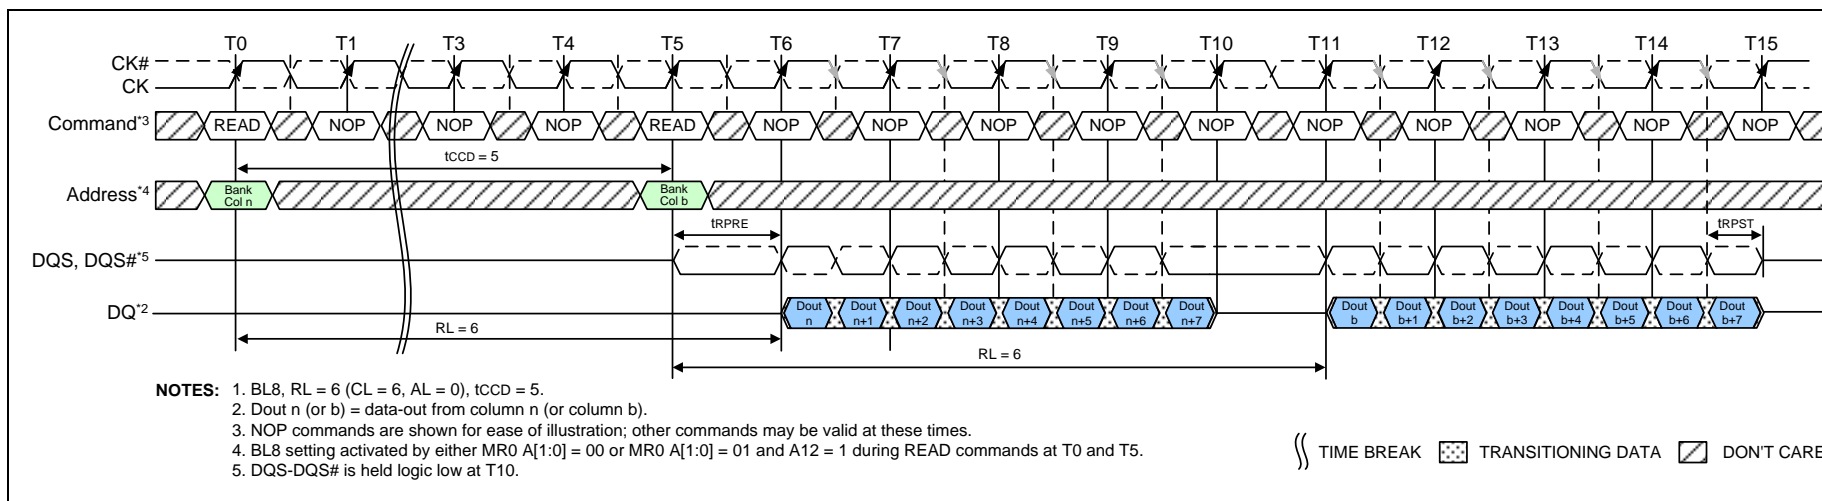 T0 T1 T3 T4 T5 T6 T7 T8 T9 T10 T11 T12 T13 T14 T15
CK#
CK
Command*3 READ NOP NOP NOP READ NOP NOP NOP NOP NOP NOP NOP NOP NOP NOP
tCCD = 5
Address*4 Bank Col n Bank Col b
tRPRE tRPST
DQS, DQS#*5
DQ*2 Dout n Dout n+1 Dout n+2 Dout n+3 Dout n+4 Dout n+5 Dout n+6 Dout n+7 Dout b Dout b+1 Dout b+2 Dout b+3 Dout b+4 Dout b+5 Dout b+6 Dout b+7
RL = 6
RL = 6
NOTES: 1. BL8, RL = 6 (CL = 6, AL = 0), tCCD = 5.
2. Dout n (or b) = data-out from column n (or column b).
3. NOP commands are shown for ease of illustration; other commands may be valid at these times.
4. BL8 setting activated by either MR0 A[1:0] = 00 or MR0 A[1:0] = 01 and A12 = 1 during READ commands at T0 and T5.
5. DQS-DQS# is held logic low at T10.
TIME BREAK TRANSITIONING DATA DON'T CARE